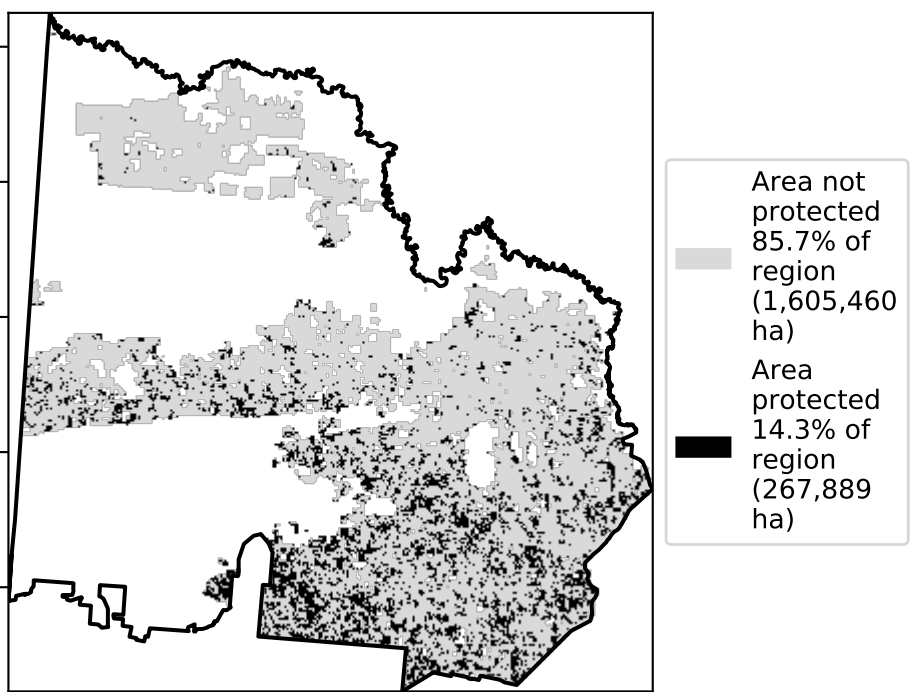 Area not
protected
85.7% of
region
(1,605,460
ha)
Area
protected
14.3% of
region
(267,889
ha)